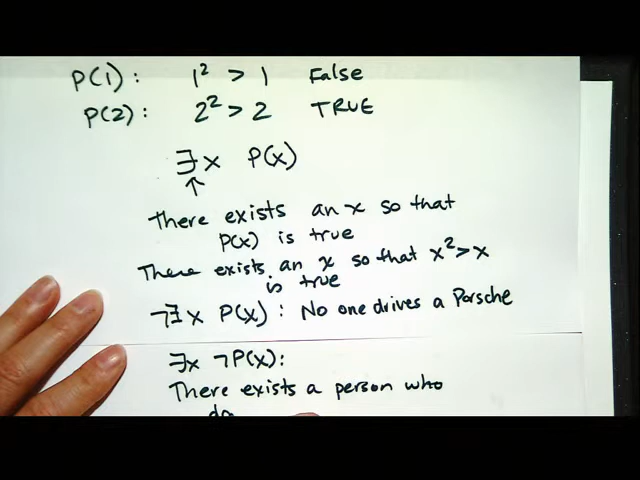 P(1): 1² > 1 False
P(2): 2² > 2 TRUE
∃x P(x)
↑
There exists an x so that
P(x) is true
There exists an x so that x² > x
is true
¬∃x P(x): No one drives a Porsche
∃x ¬P(x):
There exists a person who